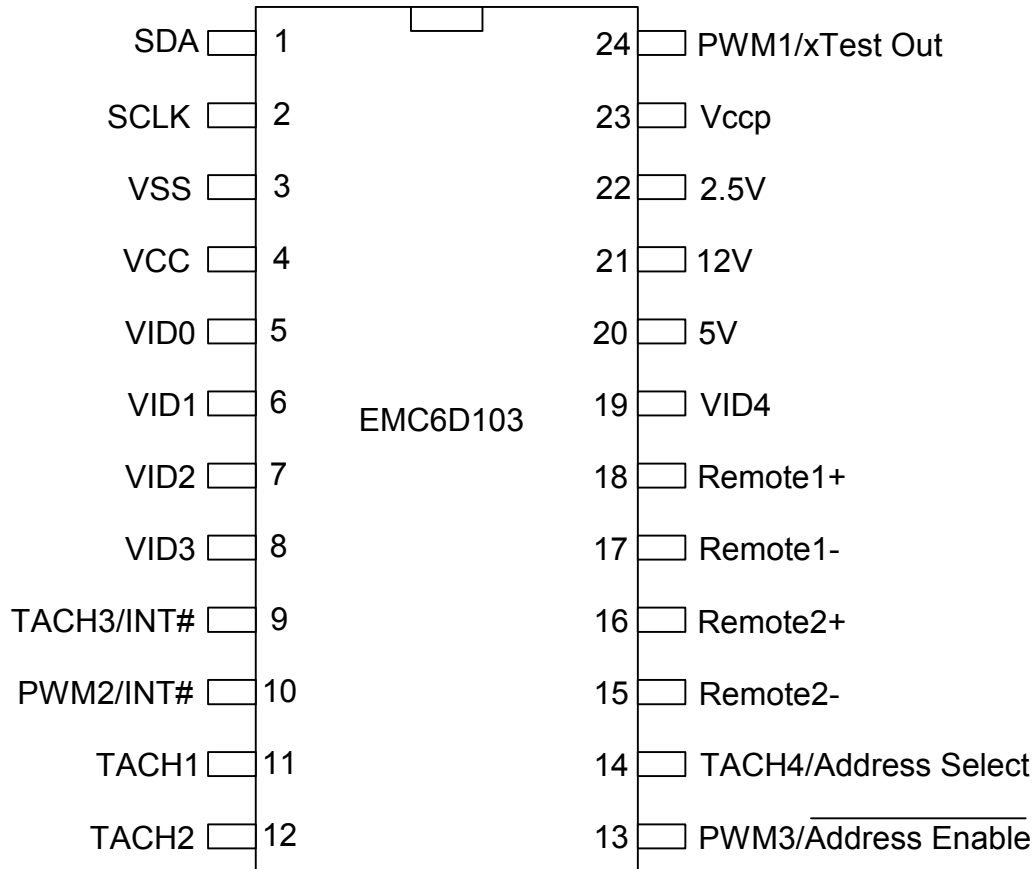 SDA 1 24 PWM1/xTest Out
SCLK 2 23 Vccp
VSS 3 22 2.5V
VCC 4 21 12V
VID0 5 20 5V
VID1 6 19 VID4
EMC6D103
VID2 7 18 Remote1+
VID3 8 17 Remote1-
TACH3/INT# 9 16 Remote2+
PWM2/INT# 10 15 Remote2-
TACH1 11 14 TACH4/Address Select
TACH2 12 13 PWM3/Address Enable